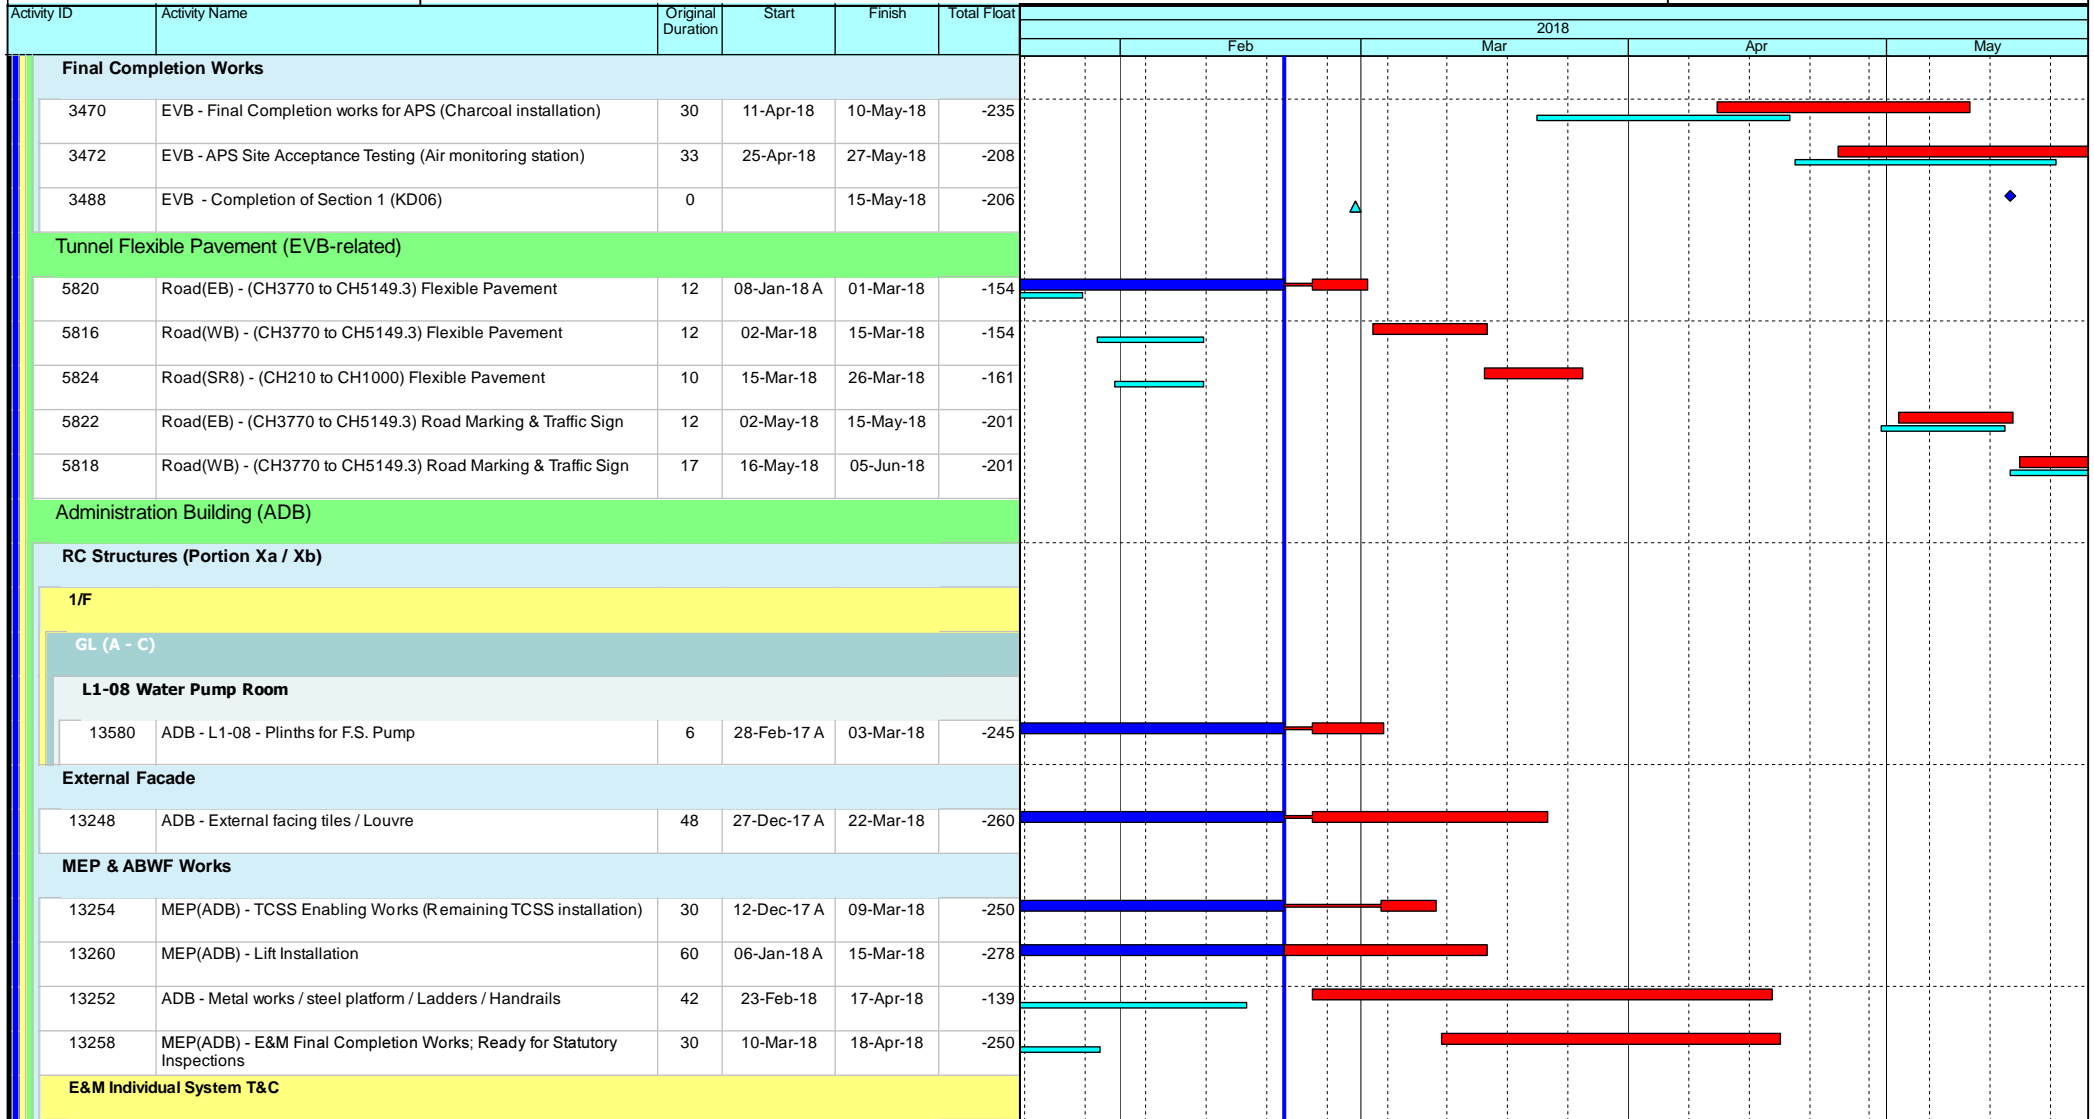 Activity ID Activity Name Original Duration Start Finish Total Float
2018
Feb Mar Apr May
Final Completion Works
3470 EVB - Final Completion works for APS (Charcoal installation) 30 11-Apr-18 10-May-18 -235
3472 EVB - APS Site Acceptance Testing (Air monitoring station) 33 25-Apr-18 27-May-18 -208
3488 EVB - Completion of Section 1 (KD06) 0 15-May-18 -206
Tunnel Flexible Pavement (EVB-related)
5820 Road(EB) - (CH3770 to CH5149.3) Flexible Pavement 12 08-Jan-18 A 01-Mar-18 -154
5816 Road(WB) - (CH3770 to CH5149.3) Flexible Pavement 12 02-Mar-18 15-Mar-18 -154
5824 Road(SR8) - (CH210 to CH1000) Flexible Pavement 10 15-Mar-18 26-Mar-18 -161
5822 Road(EB) - (CH3770 to CH5149.3) Road Marking & Traffic Sign 12 02-May-18 15-May-18 -201
5818 Road(WB) - (CH3770 to CH5149.3) Road Marking & Traffic Sign 17 16-May-18 05-Jun-18 -201
Administration Building (ADB)
RC Structures (Portion Xa / Xb)
1/F
GL (A - C)
L1-08 Water Pump Room
13580 ADB - L1-08 - Plinths for F.S. Pump 6 28-Feb-17 A 03-Mar-18 -245
External Facade
13248 ADB - External facing tiles / Louvre 48 27-Dec-17 A 22-Mar-18 -260
MEP & ABWF Works
13254 MEP(ADB) - TCSS Enabling Works (Remaining TCSS installation) 30 12-Dec-17 A 09-Mar-18 -250
13260 MEP(ADB) - Lift Installation 60 06-Jan-18 A 15-Mar-18 -278
13252 ADB - Metal works / steel platform / Ladders / Handrails 42 23-Feb-18 17-Apr-18 -139
13258 MEP(ADB) - E&M Final Completion Works; Ready for Statutory 30 10-Mar-18 18-Apr-18 -250
Inspections
E&M Individual System T&C